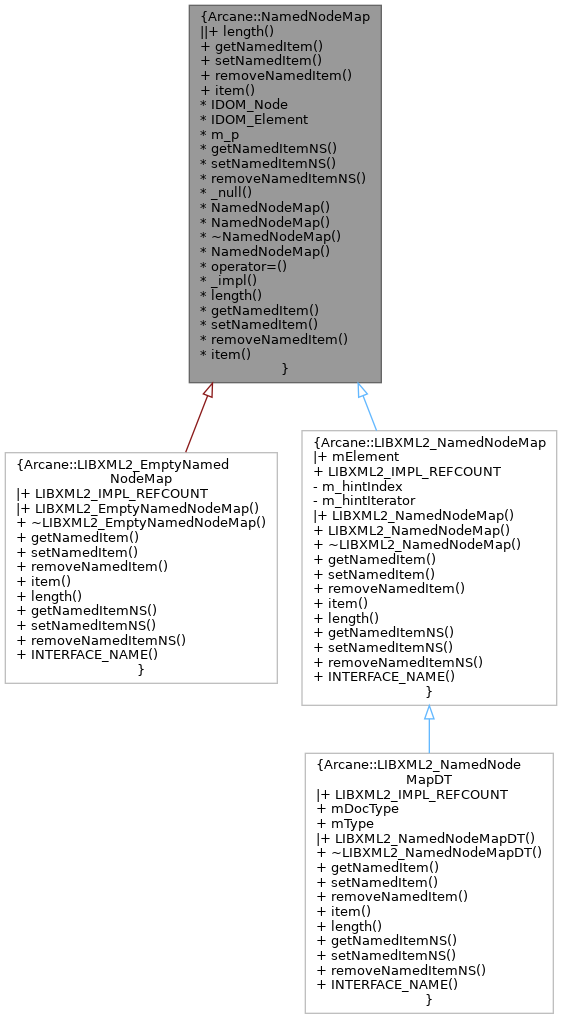 {Arcane::NamedNodeMap
||+ length()
+ getNamedItem()
+ setNamedItem()
+ removeNamedItem()
+ item()
* IDOM_Node
* IDOM_Element
* m_p
* getNamedItemNS()
* setNamedItemNS()
* removeNamedItemNS()
* _null()
* NamedNodeMap()
* NamedNodeMap()
* ~NamedNodeMap()
* NamedNodeMap()
* operator=()
* _impl()
* length()
* getNamedItem()
* setNamedItem()
* removeNamedItem()
* item()
}
{Arcane::LIBXML2_EmptyNamed
NodeMap
|+ LIBXML2_IMPL_REFCOUNT
|+ LIBXML2_EmptyNamedNodeMap()
+ ~LIBXML2_EmptyNamedNodeMap()
+ getNamedItem()
+ setNamedItem()
+ removeNamedItem()
+ item()
+ length()
+ getNamedItemNS()
+ setNamedItemNS()
+ removeNamedItemNS()
+ INTERFACE_NAME()
}
{Arcane::LIBXML2_NamedNodeMap
|+ mElement
+ LIBXML2_IMPL_REFCOUNT
- m_hintIndex
- m_hintIterator
|+ LIBXML2_NamedNodeMap()
+ LIBXML2_NamedNodeMap()
+ ~LIBXML2_NamedNodeMap()
+ getNamedItem()
+ setNamedItem()
+ removeNamedItem()
+ item()
+ length()
+ getNamedItemNS()
+ setNamedItemNS()
+ removeNamedItemNS()
+ INTERFACE_NAME()
}
{Arcane::LIBXML2_NamedNode
MapDT
|+ LIBXML2_IMPL_REFCOUNT
+ mDocType
+ mType
|+ LIBXML2_NamedNodeMapDT()
+ ~LIBXML2_NamedNodeMapDT()
+ getNamedItem()
+ setNamedItem()
+ removeNamedItem()
+ item()
+ length()
+ getNamedItemNS()
+ setNamedItemNS()
+ removeNamedItemNS()
+ INTERFACE_NAME()
}